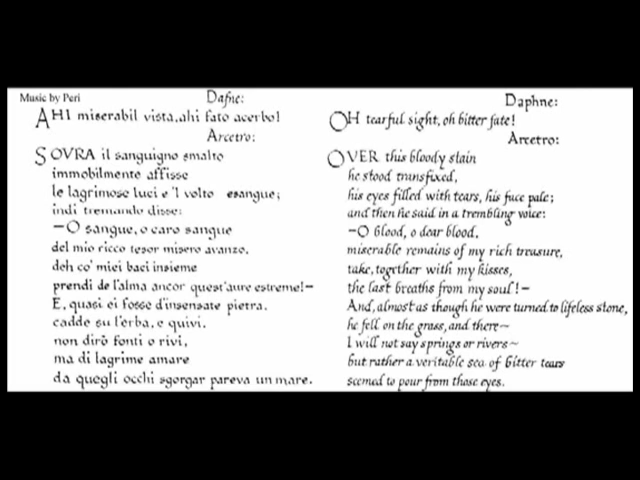 Music by Peri
Dafne:
AHI miserabil vista, ahi fato acerbo!
Arcetro:
SOVRA il sanguigno smalto
immobilmente affisse
le lagrimose luci e 'l volto esangue;
indi tremando disse:
—O sangue, o caro sangue
del mio ricco tesor misero avanzo,
deh co' miei baci insieme
prendi de l'alma ancor quest'aure estreme!—
E, quasi ei fosse d'insensate pietra,
cadde su l'erba, e quivi,
non dirò fonti o rivi,
ma di lagrime amare
da quegli occhi sgorgar pareva un mare.
Daphne:
OH tearful sight, oh bitter fate!
Arcetro:
OVER this bloody stain
he stood transfixed,
his eyes filled with tears, his face pale;
and then he said in a trembling voice:
—O blood, o dear blood,
miserable remains of my rich treasure,
take, together with my kisses,
the last breaths from my soul!—
And, almost as though he were turned to lifeless stone,
he fell on the grass, and there~
I will not say springs or rivers~
but rather a veritable sea of bitter tears
seemed to pour from those eyes.